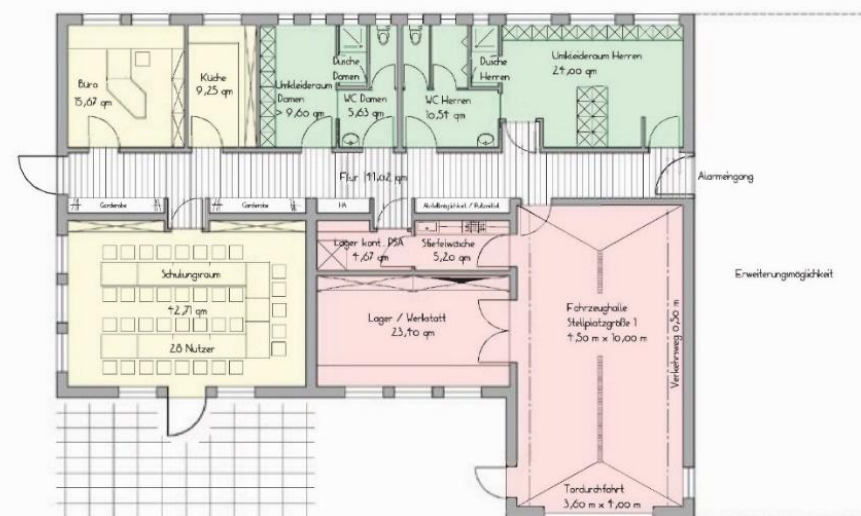 Büro
15,67 qm
Küche
9,25 qm
Umkleideraum
Damen
> 9,60 qm
Dusche
Damen
WC Damen
5,63 qm
WC Herren
10,54 qm
Dusche
Herren
Umkleideraum Herren
24,00 qm
Flur 41,02 qm
Alarmeingang
Garderobe
Garderobe
HA
Schulungsraum
42,71 qm
28 Nutzer
Lager kont. PSA
4,67 qm
Stiefelwäsche
5,20 qm
Lager / Werkstatt
23,40 qm
Fahrzeughalle
Stellplatzgröße 1
4,50 m x 10,00 m
Verkehrsweg 0,50 m
Erweiterungsmöglichkeit
Tordurchfahrt
3,60 m x 4,00 m